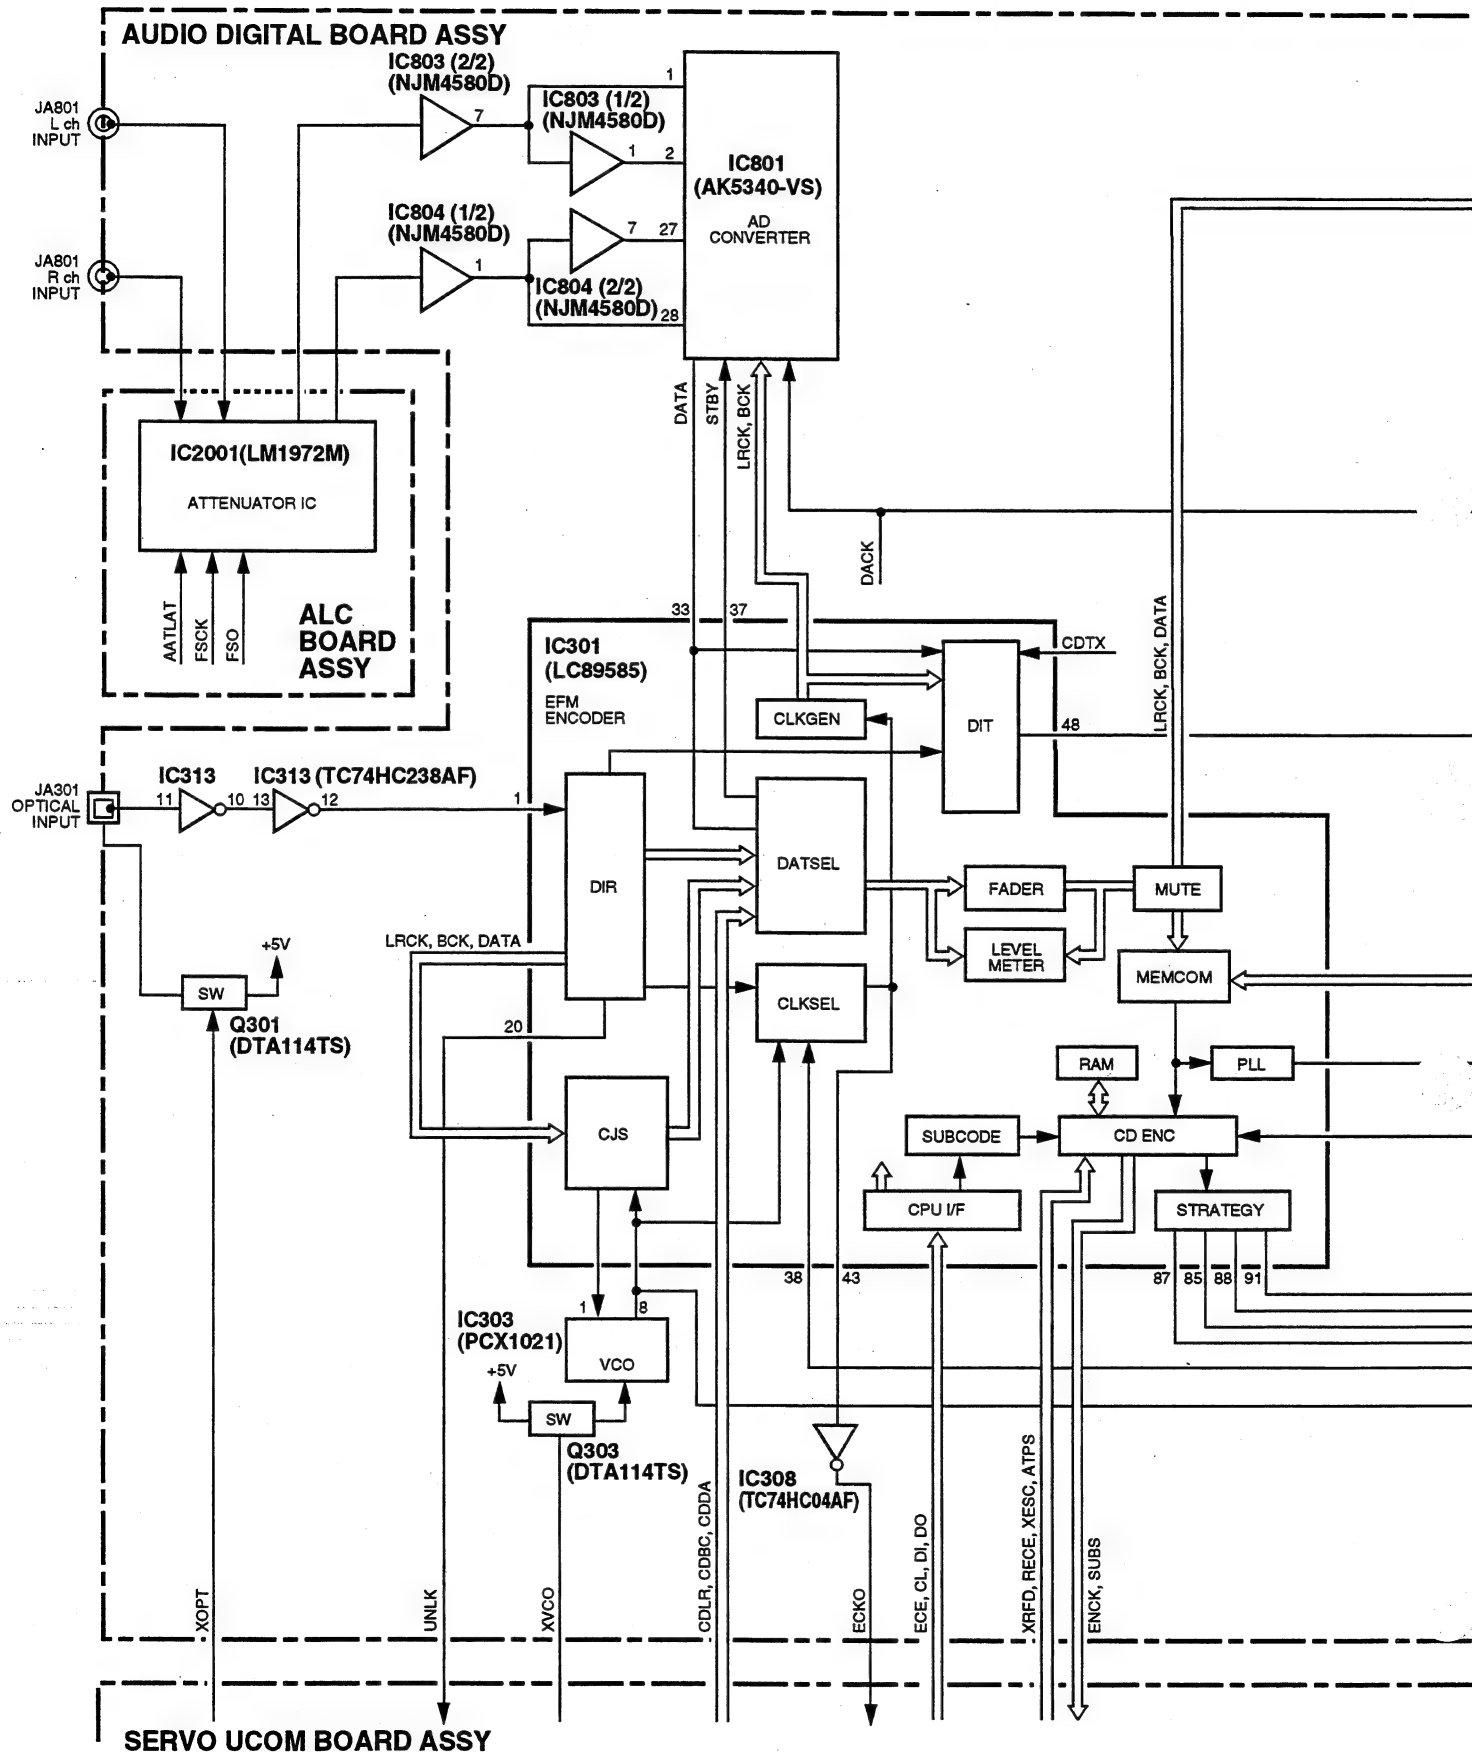 AUDIO DIGITAL BOARD ASSY
IC803 (2/2)
(NJM4580D)
JA801
L ch
INPUT
7
IC803 (1/2)
(NJM4580D)
1
1
2
IC801
(AK5340-VS)
AD
CONVERTER
IC804 (1/2)
(NJM4580D)
7
27
JA801
R ch
INPUT
1
IC804 (2/2)
(NJM4580D)
28
DATA
STBY
LRCK, BCK
IC2001(LM1972M)
ATTENUATOR IC
AATLAT
FSCK
FSO
ALC
BOARD
ASSY
DACK
LRCK, BCK, DATA
33
37
IC301
(LC89585)
EFM
ENCODER
CDTX
CLKGEN
DIT
48
JA301
OPTICAL
INPUT
IC313
IC313 (TC74HC238AF)
11
10
13
12
1
DIR
DATSEL
FADER
MUTE
LRCK, BCK, DATA
LEVEL
METER
MEMCOM
+5V
SW
Q301
(DTA114TS)
CLKSEL
20
RAM
PLL
CJS
SUBCODE
CD ENC
CPU I/F
STRATEGY
38
43
87
85
88
91
1
8
IC303
(PCX1021)
VCO
+5V
SW
Q303
(DTA114TS)
IC308
(TC74HC04AF)
XOPT
UNLK
XVCO
CDLR, CDBC, CDDA
ECKO
ECE, CL, DI, DO
XRFD, RECE, XESC, ATPS
ENCK, SUBS
SERVO UCOM BOARD ASSY